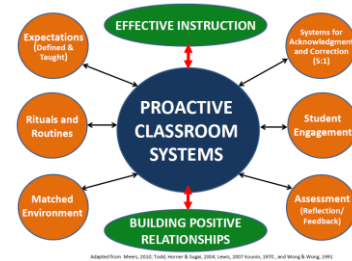 EFFECTIVE INSTRUCTION
Expectations
(Defined &
Taught)
Systems for
Acknowledgment
and Correction
(5:1)
Rituals and
Routines
PROACTIVE
CLASSROOM
SYSTEMS
Student
Engagement
Matched
Environment
Assessment
(Reflection/
Feedback)
BUILDING POSITIVE
RELATIONSHIPS
Adapted from Meers, 2010; Todd, Horner & Sugai, 2006, Lewis, 2007 Kounin, 1970, and Wong & Wong, 1991